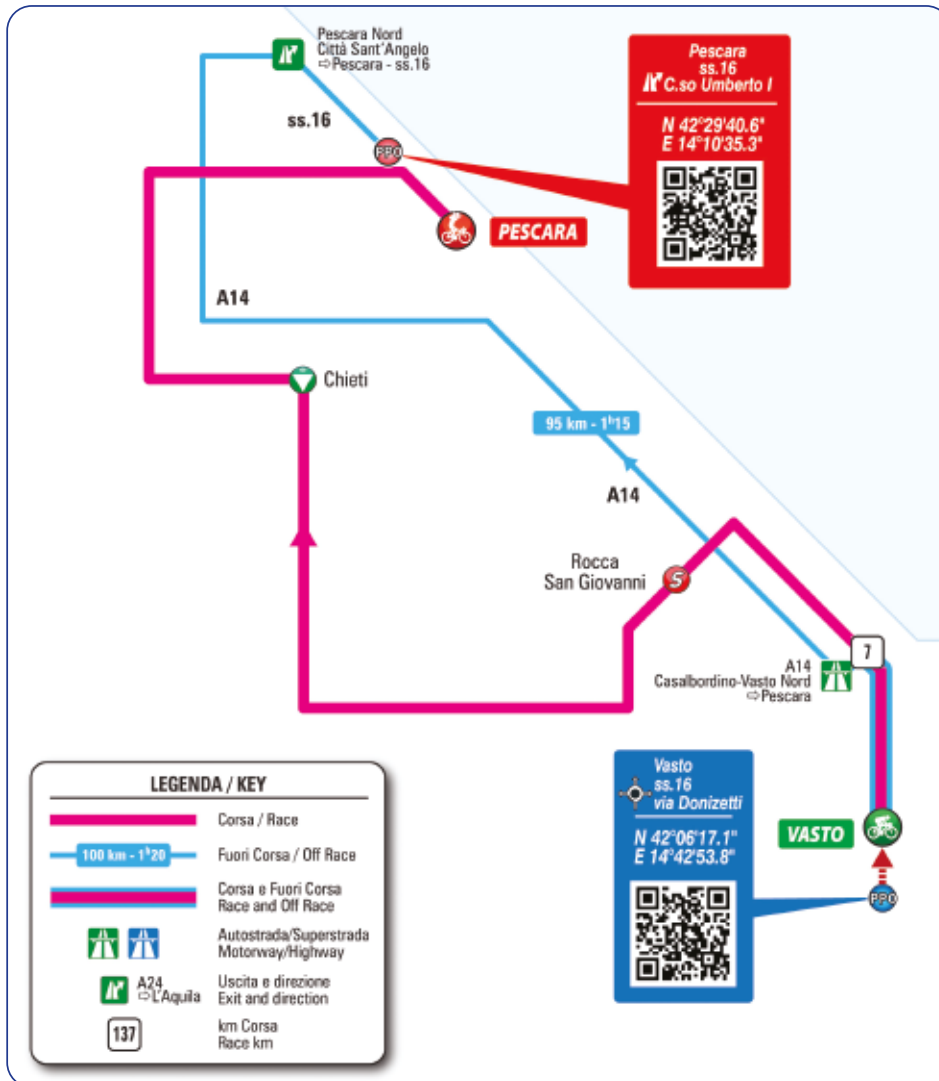 Pescara Nord
Città Sant'Angelo
⇨Pescara - ss.16
ss.16
PPO
Pescara
ss.16
C.so Umberto I
N 42°29'40.6"
E 14°10'35.3"
PESCARA
A14
Chieti
95 km - 1h15
A14
Rocca
San Giovanni
S
7
A14
Casalbordino-Vasto Nord
⇨Pescara
Vasto
ss.16
via Donizetti
N 42°06'17.1"
E 14°42'53.8"
VASTO
PPO
LEGENDA / KEY
Corsa / Race
100 km - 1h20
Fuori Corsa / Off Race
Corsa e Fuori Corsa
Race and Off Race
Autostrada/Superstrada
Motorway/Highway
A24
⇨L'Aquila
Uscita e direzione
Exit and direction
137
km Corsa
Race km